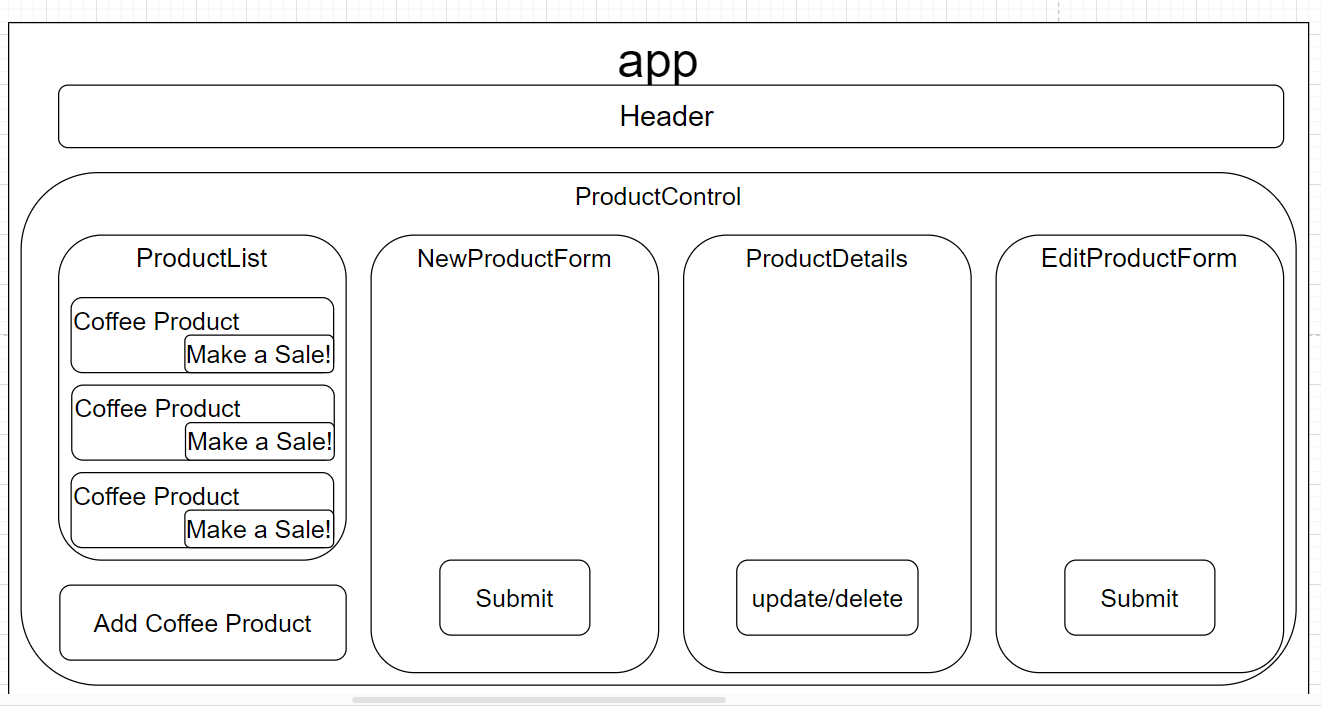 app
Header
ProductControl
ProductList
Coffee Product
Make a Sale!
Coffee Product
Make a Sale!
Coffee Product
Make a Sale!
Add Coffee Product
NewProductForm
Submit
ProductDetails
update/delete
EditProductForm
Submit